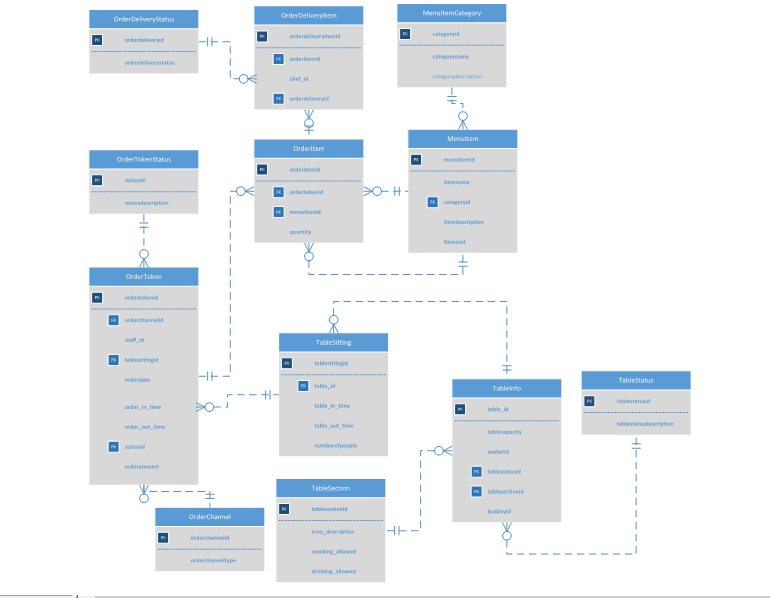 OrderDeliveryStatus
PK orderdeliveryid
orderdeliverystatus
OrderDeliveryItem
PK orderdeliveryitemid
FK orderitemid
chef_id
FK orderdeliveryid
MenuItemCategory
PK categoryid
categoryname
categorydescription
OrderTokenStatus
PK statusid
statusdescription
OrderItem
PK orderitemid
FK ordertokenid
FK menuitemid
quantity
MenuItem
PK menuitemid
itemname
FK categoryid
itemdescription
itemcost
OrderToken
PK ordertokenid
FK orderchannelid
staff_id
FK tablesittingid
orderdate
order_in_time
order_out_time
FK statusid
orderamount
TableSitting
PK tablesittingid
FK table_id
table_in_time
table_out_time
numberofpeople
TableInfo
PK table_id
tablecapacity
waiterid
FK tablestatusid
FK tablesectionid
busboyid
TableStatus
PK tablestatusid
tablestatusdescription
OrderChannel
PK orderchannelid
orderchanneltype
TableSection
PK tablesectionid
area_description
smoking_allowed
drinking_allowed